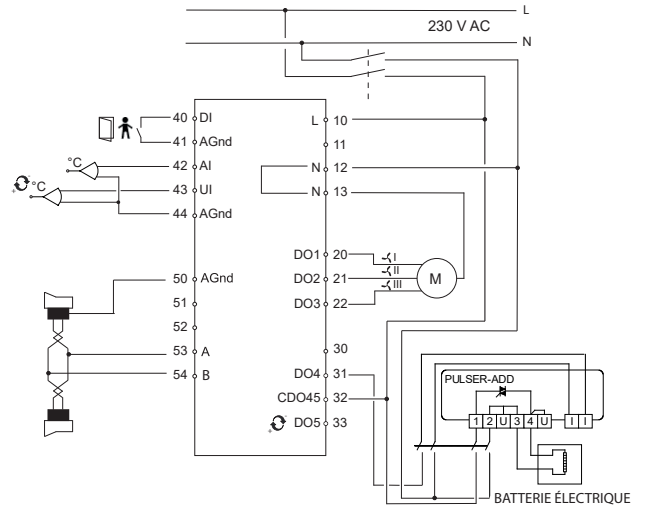 L
230 V AC
N
40 DI
41 AGnd
42 AI
43 UI
44 AGnd
°C
°C
50 AGnd
51
52
53 A
54 B
L 10
11
N 12
N 13
DO1 20
DO2 21
DO3 22
I
II
III
M
30
DO4 31
CDO45 32
DO5 33
PULSER-ADD
1 2 U 3 4 U I I
BATTERIE ÉLECTRIQUE